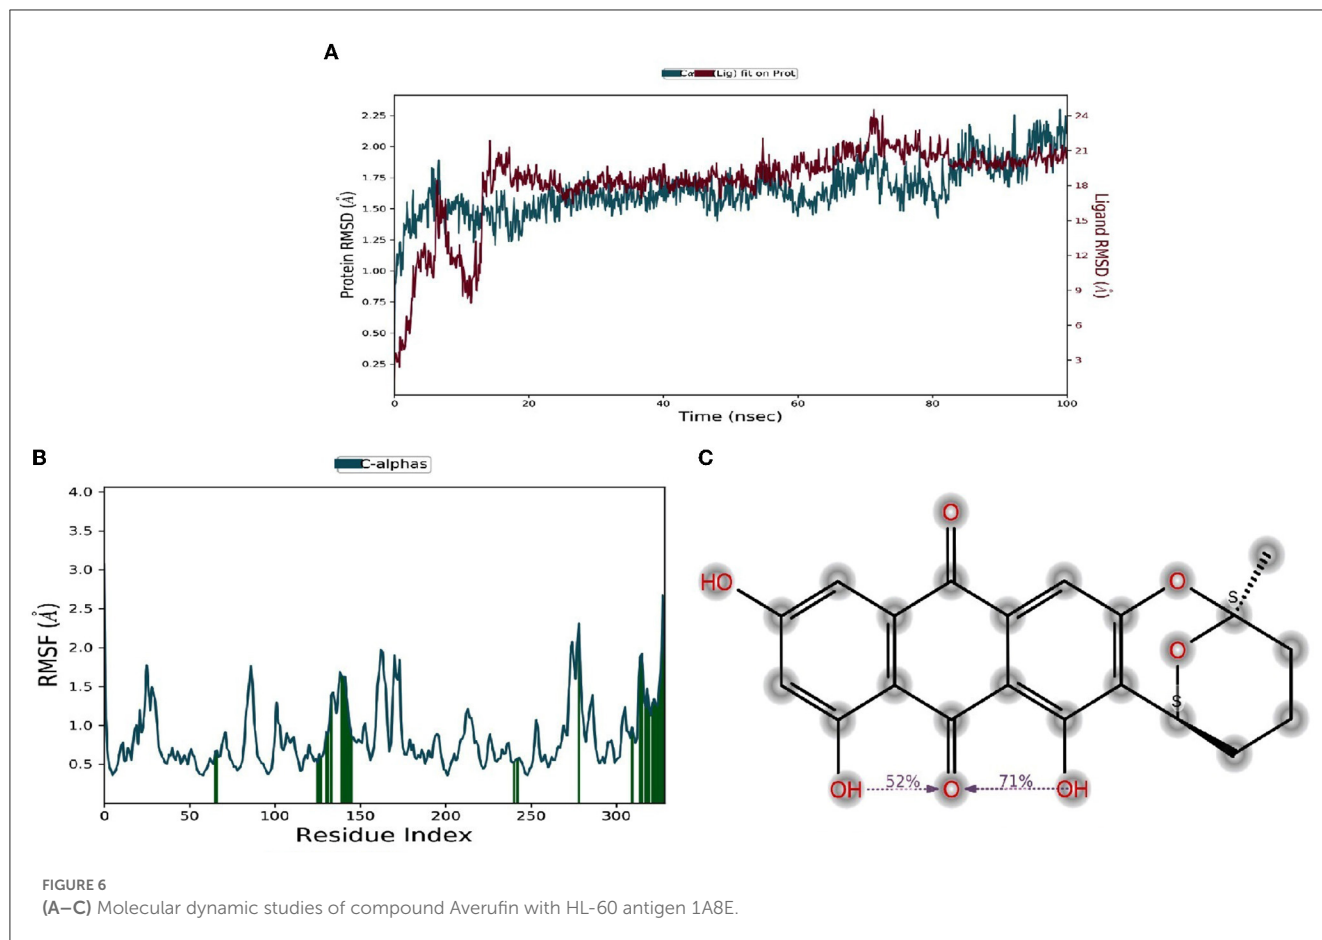 A
Cα (Lig) fit on Prot
2.25
2.00
1.75
1.50
1.25
1.00
0.75
0.50
0.25
Protein RMSD (Å)
24
21
18
15
12
9
6
3
Ligand RMSD (Å)
0 20 40 60 80 100
Time (nsec)
B
C-alphas
4.0
3.5
3.0
2.5
2.0
1.5
1.0
0.5
RMSF (Å)
0 50 100 150 200 250 300
Residue Index
C
O
HO
O
S
O
S
OH 52% O 71% OH
FIGURE 6
(A–C) Molecular dynamic studies of compound Averufin with HL-60 antigen 1A8E.